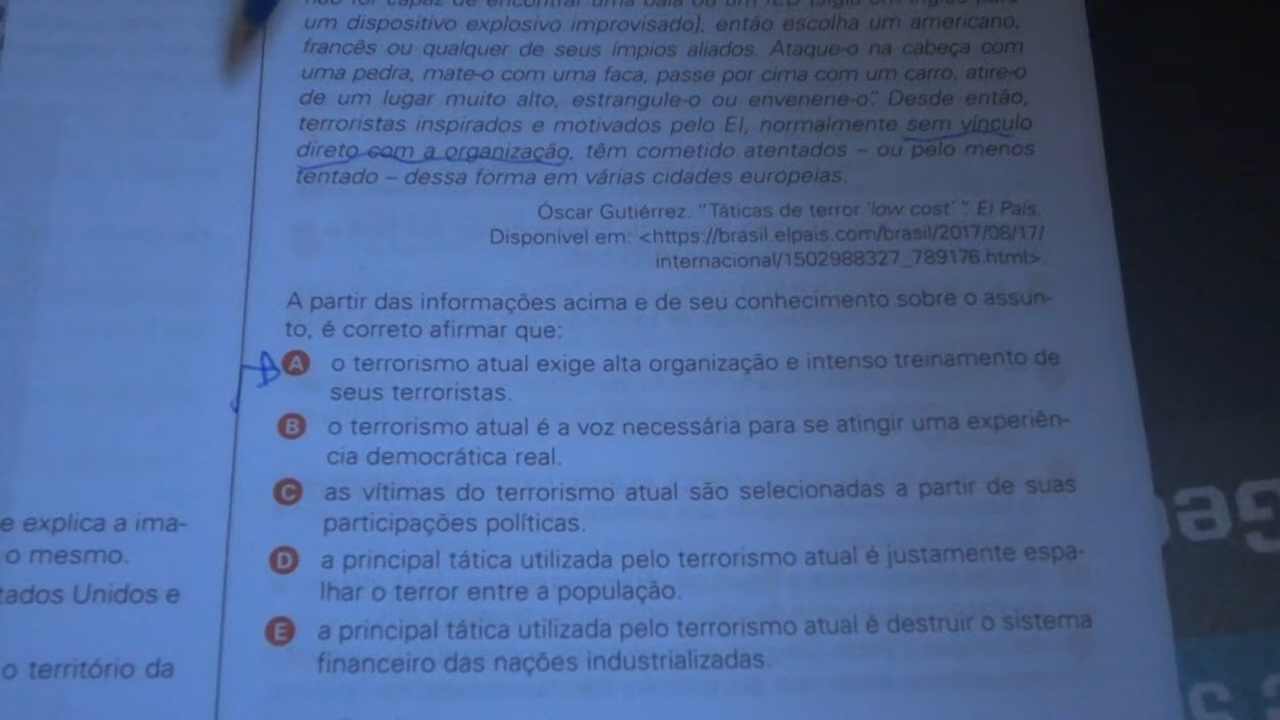 um dispositivo explosivo improvisado], então escolha um americano,
francês ou qualquer de seus ímpios aliados. Ataque-o na cabeça com
uma pedra, mate-o com uma faca, passe por cima com um carro, atire-o
de um lugar muito alto, estrangule-o ou envenene-o". Desde então,
terroristas inspirados e motivados pelo EI, normalmente sem vínculo
direto com a organização, têm cometido atentados – ou pelo menos
tentado – dessa forma em várias cidades europeias.
Óscar Gutiérrez. "Táticas de terror 'low cost' ". El País.
Disponível em: <https://brasil.elpais.com/brasil/2017/08/17/
internacional/1502988327_789176.html>.
A partir das informações acima e de seu conhecimento sobre o assun-
to, é correto afirmar que:
A o terrorismo atual exige alta organização e intenso treinamento de
seus terroristas.
B o terrorismo atual é a voz necessária para se atingir uma experiên-
cia democrática real.
C as vítimas do terrorismo atual são selecionadas a partir de suas
participações políticas.
D a principal tática utilizada pelo terrorismo atual é justamente espa-
lhar o terror entre a população.
E a principal tática utilizada pelo terrorismo atual é destruir o sistema
financeiro das nações industrializadas.
e explica a ima-
o mesmo.
tados Unidos e
o território da